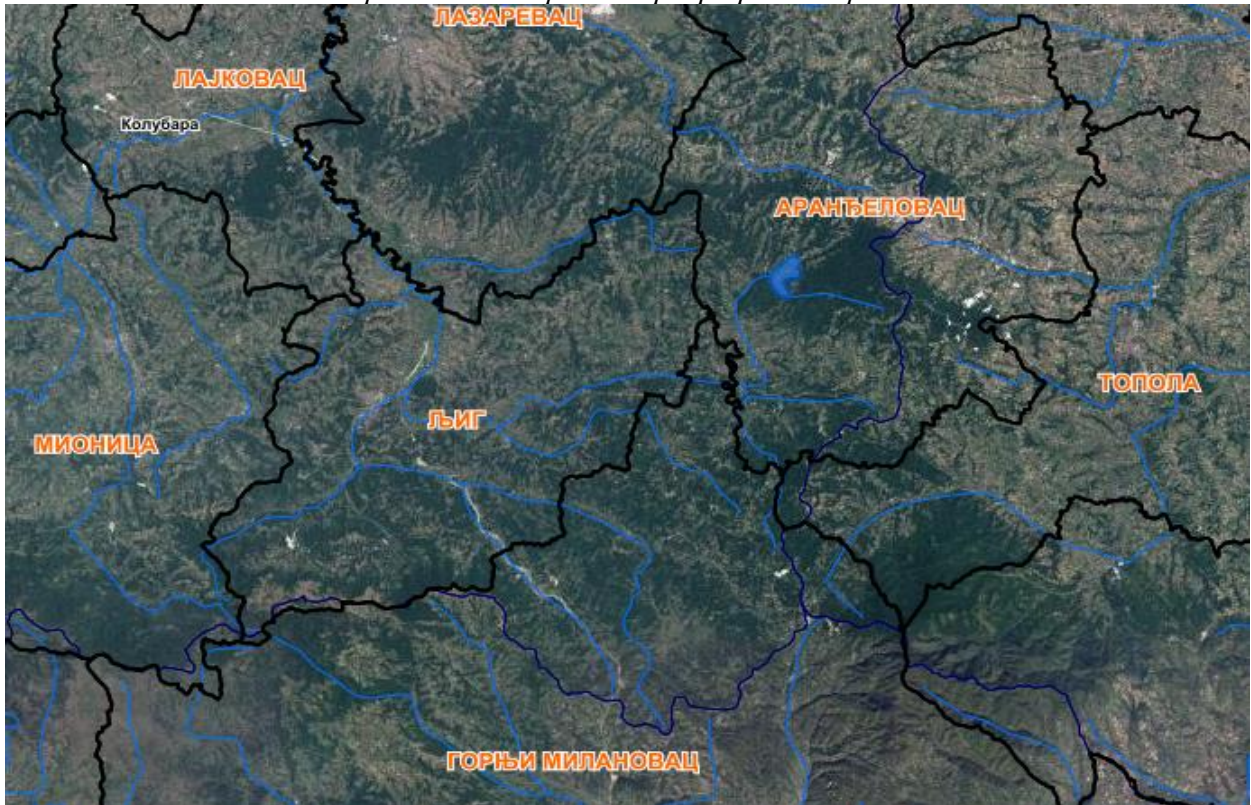 ЛАЗАРЕВАЦ
ЛАЈКОВАЦ
Колубара
АРАНЂЕЛОВАЦ
ТОПОЛА
ЉИГ
МИОНИЦА
ГОРЊИ МИЛАНОВАЦ